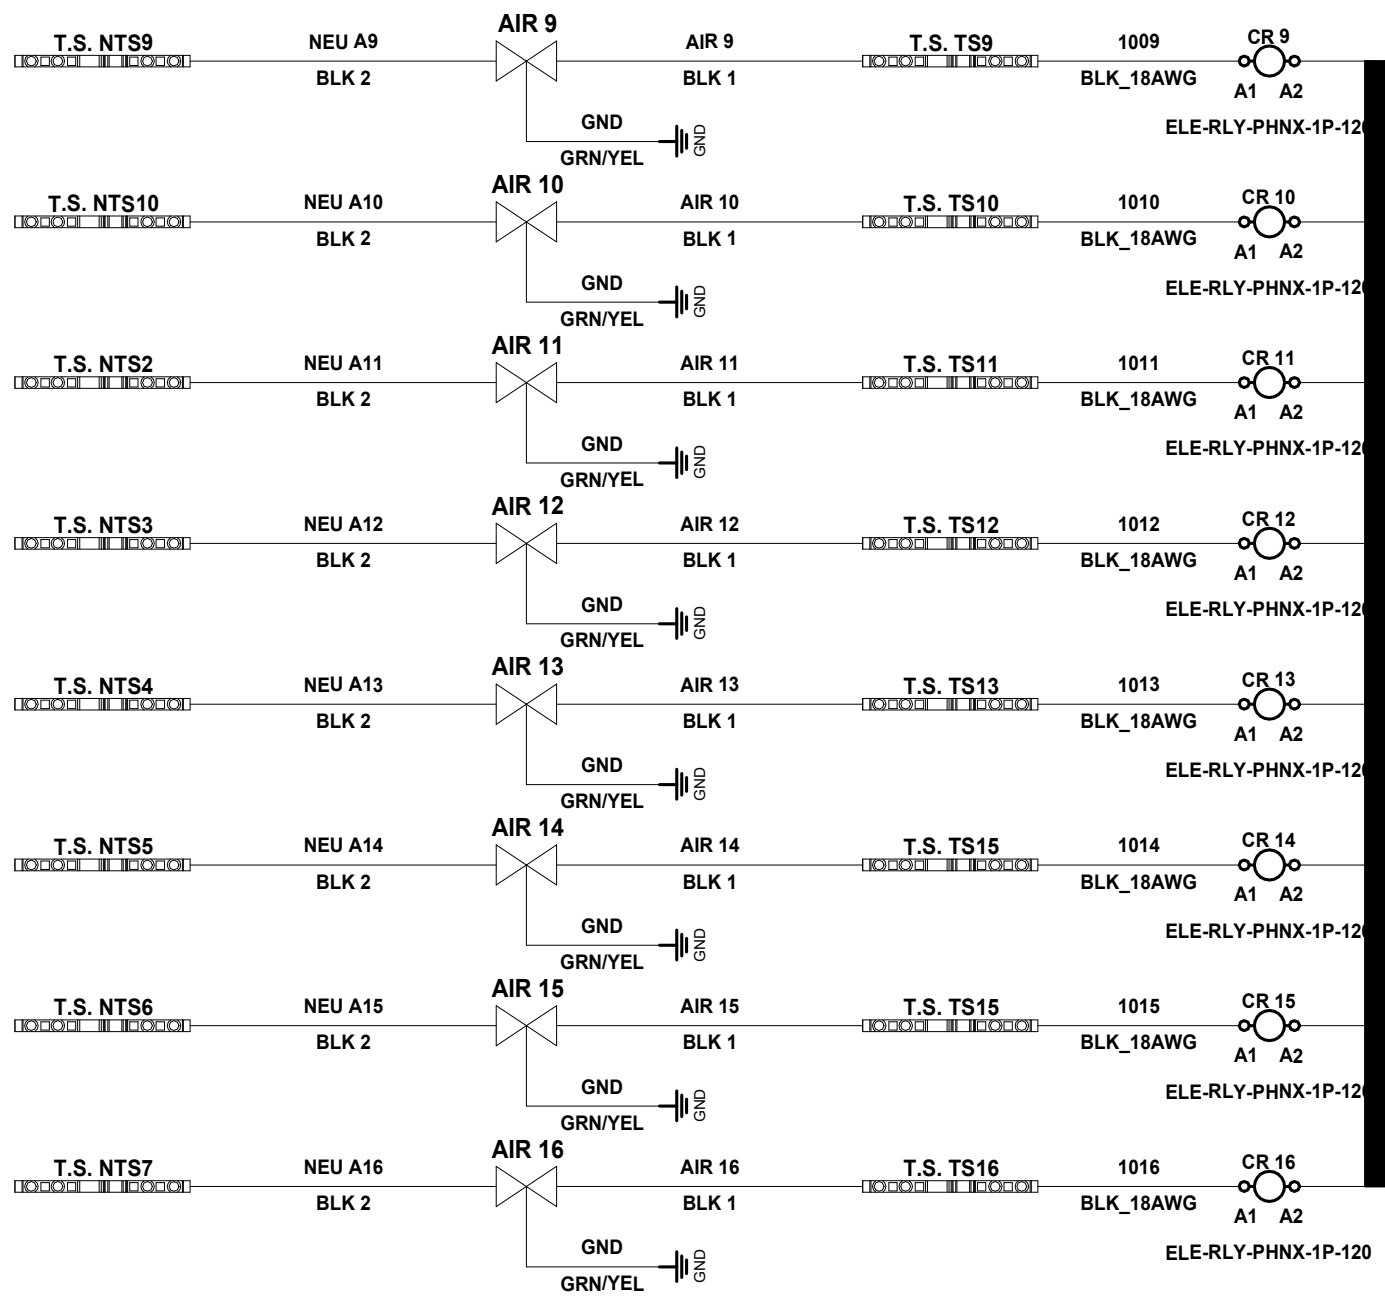 AIR 9
T.S. NTS9 NEU A9 AIR 9 T.S. TS9 1009 CR 9
BLK 2 BLK 1 BLK_18AWG A1 A2
GND GND ELE-RLY-PHNX-1P-120
GRN/YEL
AIR 10
T.S. NTS10 NEU A10 AIR 10 T.S. TS10 1010 CR 10
BLK 2 BLK 1 BLK_18AWG A1 A2
GND GND ELE-RLY-PHNX-1P-120
GRN/YEL
AIR 11
T.S. NTS2 NEU A11 AIR 11 T.S. TS11 1011 CR 11
BLK 2 BLK 1 BLK_18AWG A1 A2
GND GND ELE-RLY-PHNX-1P-120
GRN/YEL
AIR 12
T.S. NTS3 NEU A12 AIR 12 T.S. TS12 1012 CR 12
BLK 2 BLK 1 BLK_18AWG A1 A2
GND GND ELE-RLY-PHNX-1P-120
GRN/YEL
AIR 13
T.S. NTS4 NEU A13 AIR 13 T.S. TS13 1013 CR 13
BLK 2 BLK 1 BLK_18AWG A1 A2
GND GND ELE-RLY-PHNX-1P-120
GRN/YEL
AIR 14
T.S. NTS5 NEU A14 AIR 14 T.S. TS15 1014 CR 14
BLK 2 BLK 1 BLK_18AWG A1 A2
GND GND ELE-RLY-PHNX-1P-120
GRN/YEL
AIR 15
T.S. NTS6 NEU A15 AIR 15 T.S. TS15 1015 CR 15
BLK 2 BLK 1 BLK_18AWG A1 A2
GND GND ELE-RLY-PHNX-1P-120
GRN/YEL
AIR 16
T.S. NTS7 NEU A16 AIR 16 T.S. TS16 1016 CR 16
BLK 2 BLK 1 BLK_18AWG A1 A2
GND GND ELE-RLY-PHNX-1P-120
GRN/YEL